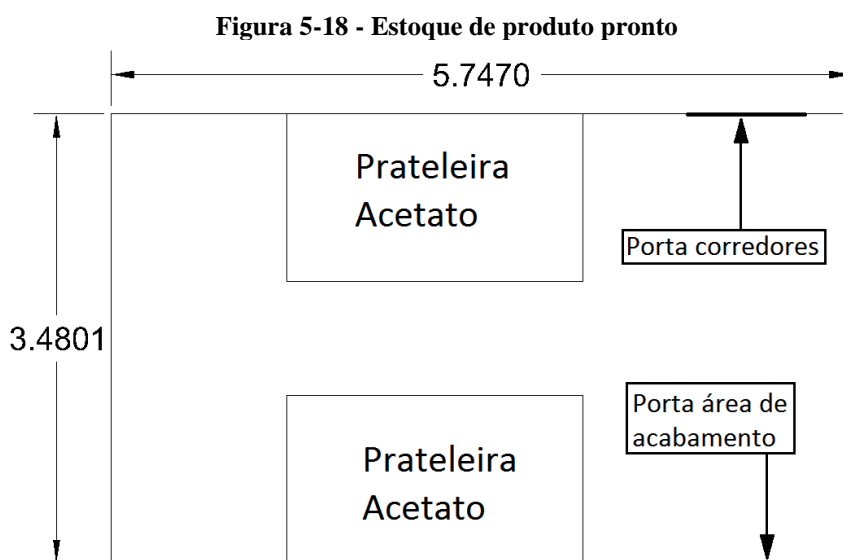 Figura 5-18 - Estoque de produto pronto
5.7470
Prateleira
Acetato
Porta corredores
3.4801
Porta área de
acabamento
Prateleira
Acetato